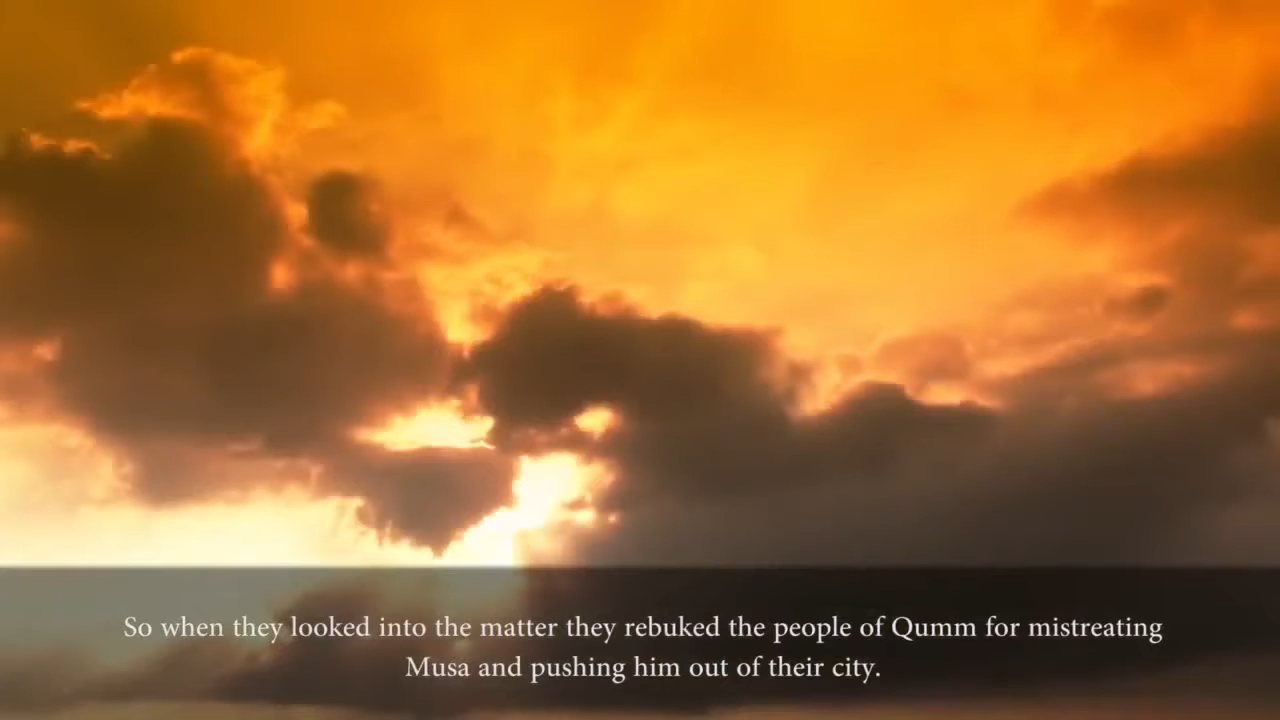 So when they looked into the matter they rebuked the people of Qumm for mistreating
Musa and pushing him out of their city.